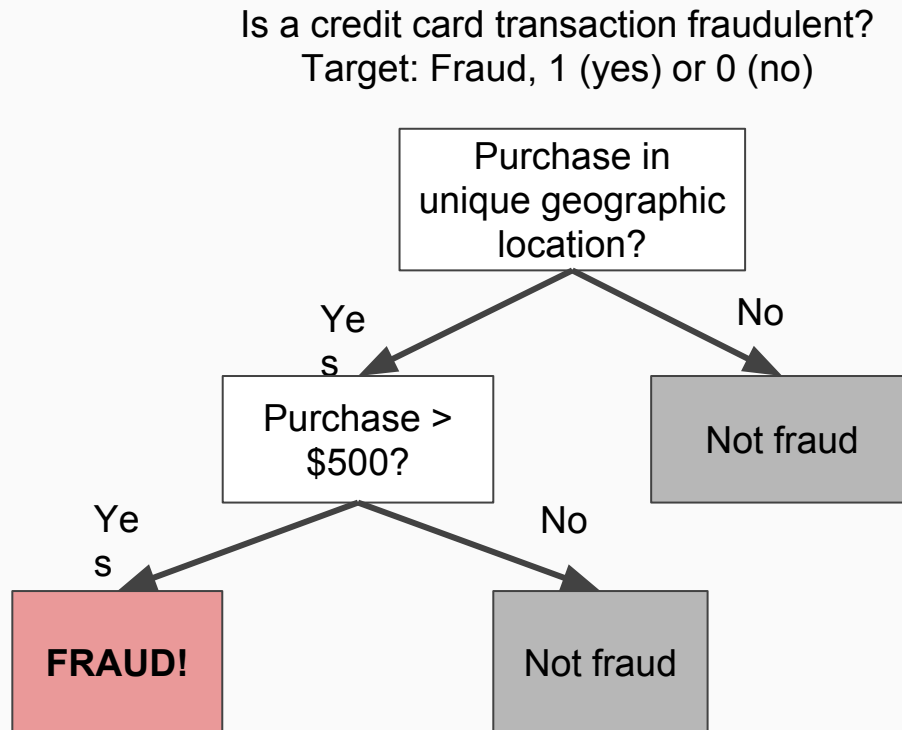 Is a credit card transaction fraudulent?
Target: Fraud, 1 (yes) or 0 (no)
Purchase in
unique geographic
location?
Ye
s
No
Purchase >
$500?
Not fraud
Ye
s
No
FRAUD!
Not fraud